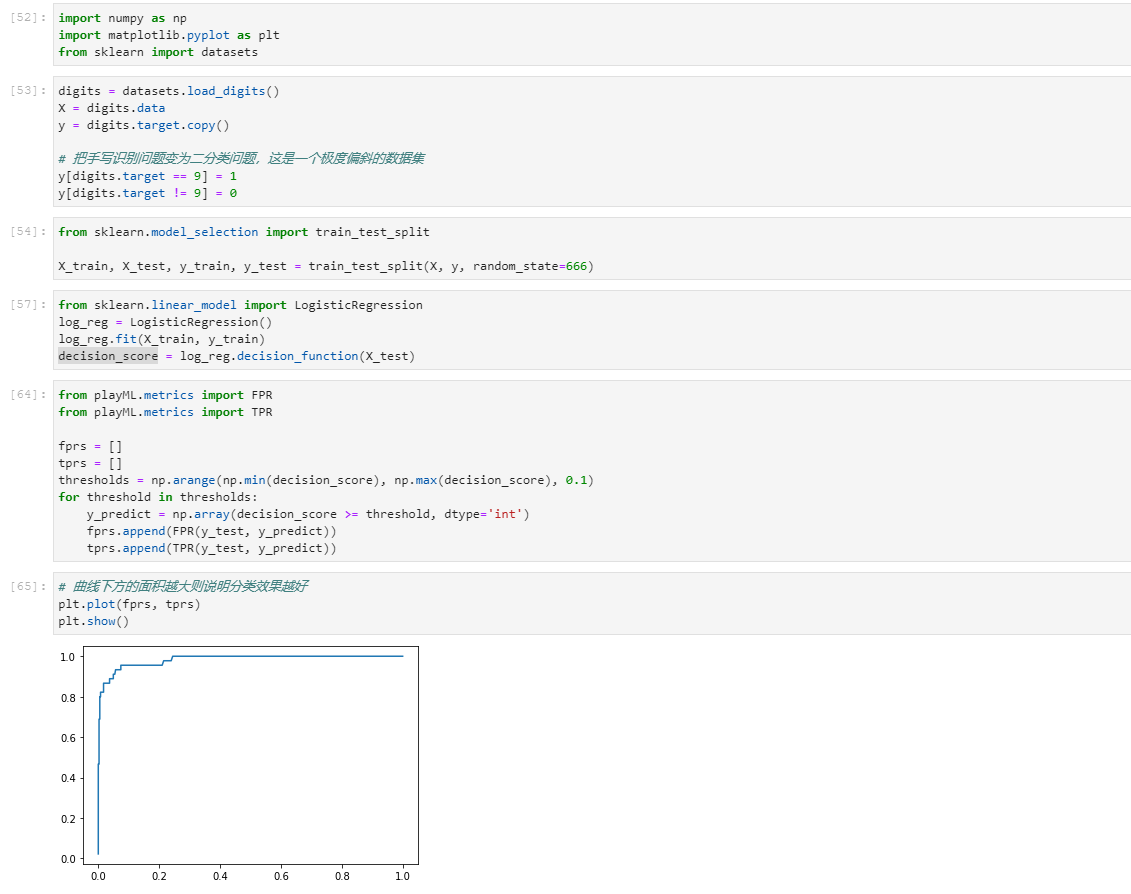 [52]: import numpy as np
import matplotlib.pyplot as plt
from sklearn import datasets
[53]: digits = datasets.load_digits()
X = digits.data
y = digits.target.copy()
# 把手写识别问题变为二分类问题，这是一个极度偏斜的数据集
y[digits.target == 9] = 1
y[digits.target != 9] = 0
[54]: from sklearn.model_selection import train_test_split
X_train, X_test, y_train, y_test = train_test_split(X, y, random_state=666)
[57]: from sklearn.linear_model import LogisticRegression
log_reg = LogisticRegression()
log_reg.fit(X_train, y_train)
decision_score = log_reg.decision_function(X_test)
[64]: from playML.metrics import FPR
from playML.metrics import TPR
fprs = []
tprs = []
thresholds = np.arange(np.min(decision_score), np.max(decision_score), 0.1)
for threshold in thresholds:
    y_predict = np.array(decision_score >= threshold, dtype='int')
    fprs.append(FPR(y_test, y_predict))
    tprs.append(TPR(y_test, y_predict))
[65]: # 曲线下方的面积越大则说明分类效果越好
plt.plot(fprs, tprs)
plt.show()
1.0
0.8
0.6
0.4
0.2
0.0
0.0 0.2 0.4 0.6 0.8 1.0